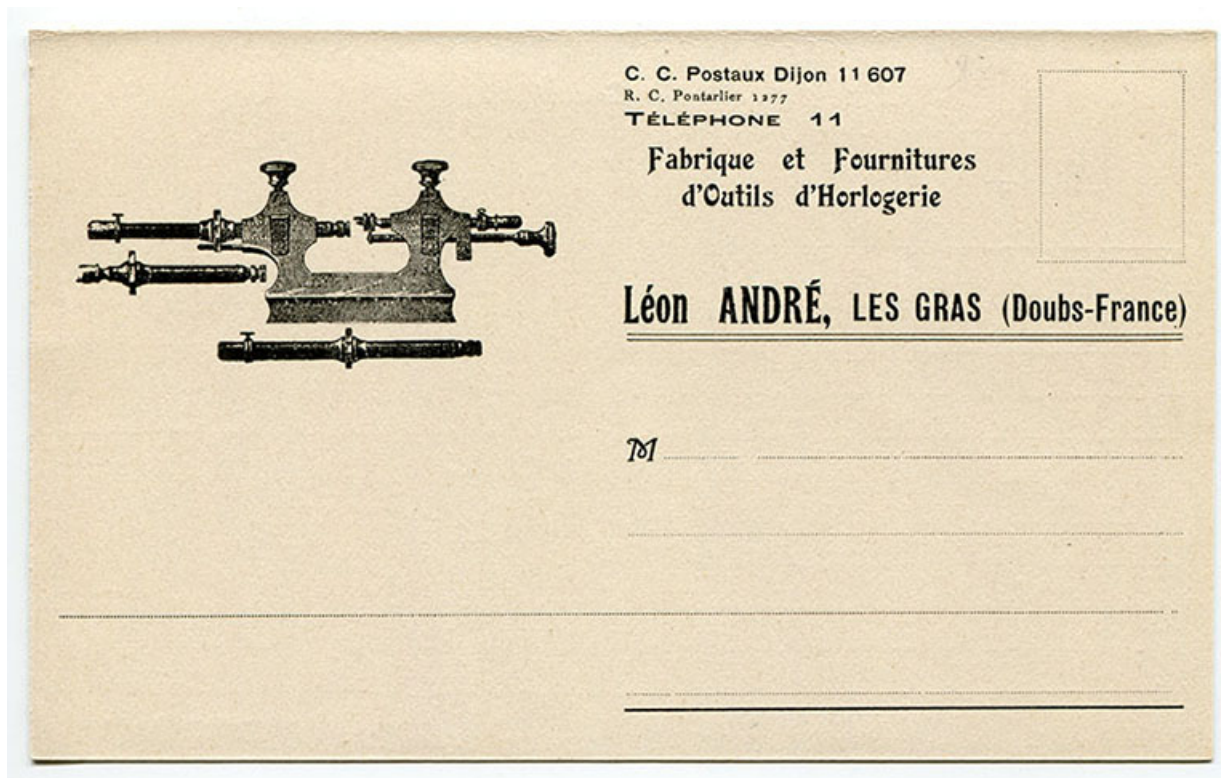 C. C. Postaux Dijon 11 607
R. C. Pontarlier 1277
TÉLÉPHONE 11
Fabrique et Fournitures
d'Outils d'Horlogerie
Léon ANDRÉ, LES GRAS (Doubs-France)
M